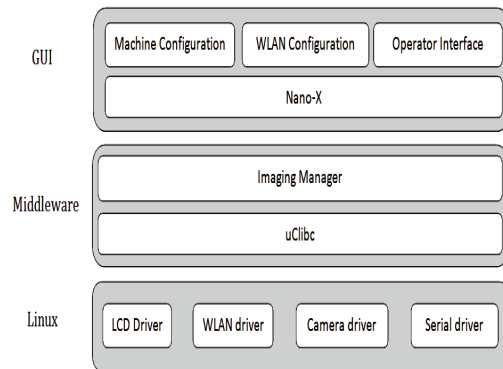 GUI
Machine Configuration
WLAN Configuration
Operator Interface
Nano-X
Middleware
Imaging Manager
uClibc
Linux
LCD Driver
WLAN driver
Camera driver
Serial driver